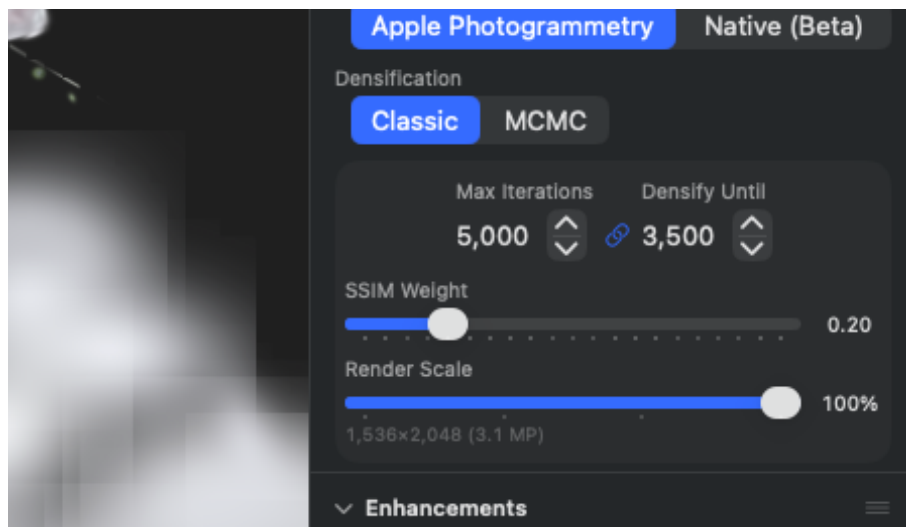 Apple Photogrammetry Native (Beta)
Densification
Classic MCMC
Max Iterations Densify Until
5,000 3,500
SSIM Weight
0.20
Render Scale
100%
1,536×2,048 (3.1 MP)
Enhancements